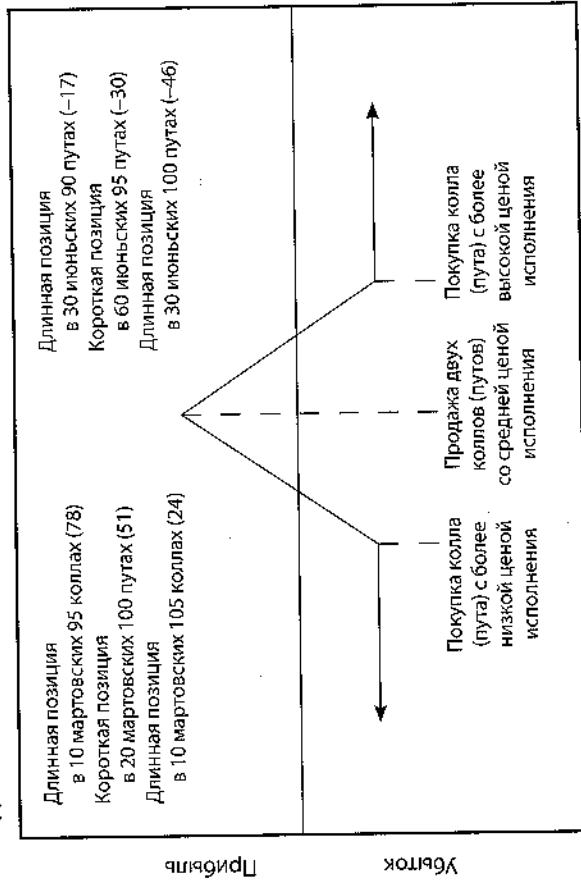 Длинная позиция
в 10 мартовских 95 коллах (78)
Короткая позиция
в 20 мартовских 100 путах (51)
Длинная позиция
в 10 мартовских 105 коллах (24)
Длинная позиция
в 30 июньских 90 путах (–17)
Короткая позиция
в 60 июньских 95 путах (–30)
Длинная позиция
в 30 июньских 100 путах (–46)
Прибыль
Убыток
Покупка колла
(пута) с более
низкой ценой
исполнения
Продажа двух
коллов (путов)
со средней ценой
исполнения
Покупка колла
(пута) с более
высокой ценой
исполнения